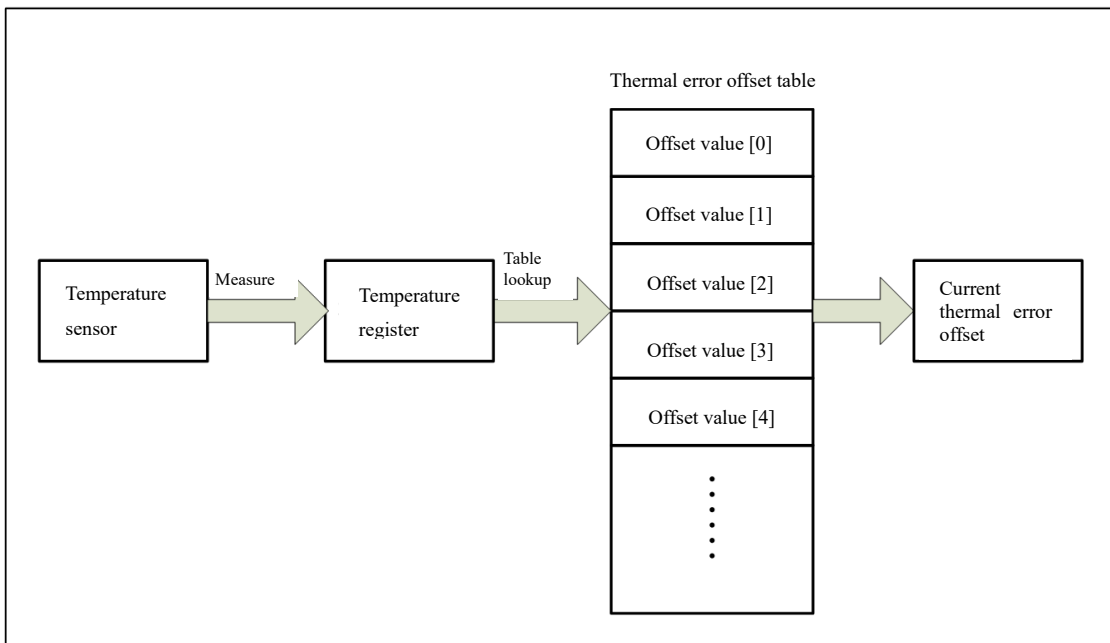 Thermal error offset table
Offset value [0]
Offset value [1]
Offset value [2]
Offset value [3]
Offset value [4]
Temperature
sensor
Measure
Temperature
register
Table
lookup
Current
thermal error
offset